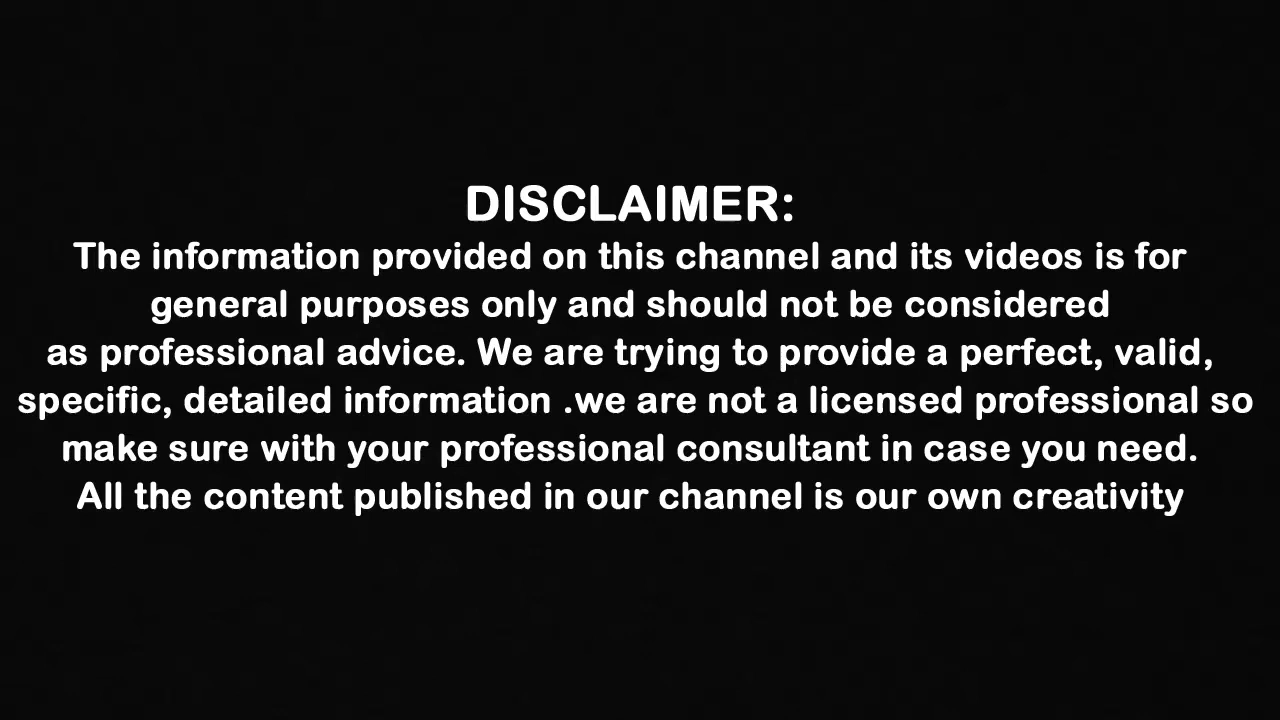 DISCLAIMER:
The information provided on this channel and its videos is for
general purposes only and should not be considered
as professional advice. We are trying to provide a perfect, valid,
specific, detailed information .we are not a licensed professional so
make sure with your professional consultant in case you need.
All the content published in our channel is our own creativity